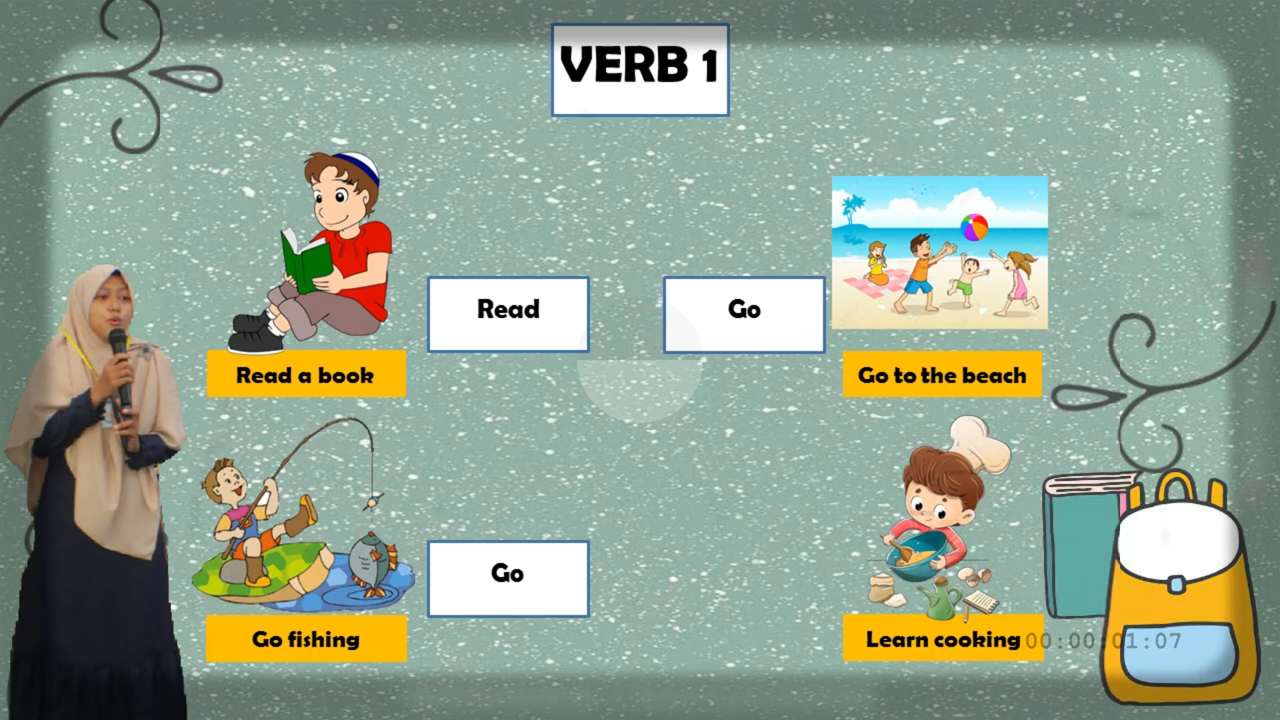 VERB 1
Read
Go
Read a book
Go to the beach
Go
Go fishing
Learn cooking
00:00:01:07